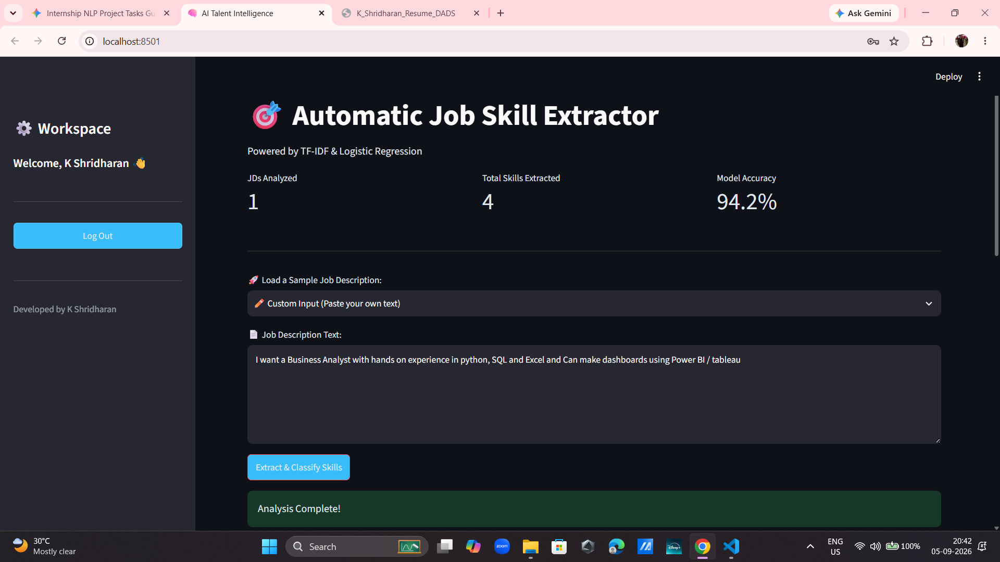 Internship NLP Project Tasks Gu
AI Talent Intelligence
K_Shridharan_Resume_DADS
Ask Gemini
localhost:8501
Deploy
Workspace
Welcome, K Shridharan
Log Out
Developed by K Shridharan
Automatic Job Skill Extractor
Powered by TF-IDF & Logistic Regression
JDs Analyzed
1
Total Skills Extracted
4
Model Accuracy
94.2%
Load a Sample Job Description:
Custom Input (Paste your own text)
Job Description Text:
I want a Business Analyst with hands on experience in python, SQL and Excel and Can make dashboards using Power BI / tableau
Extract & Classify Skills
Analysis Complete!
30°C
Mostly clear
Search
zoom
Disney+
ENG
US
100%
20:42
05-09-2026